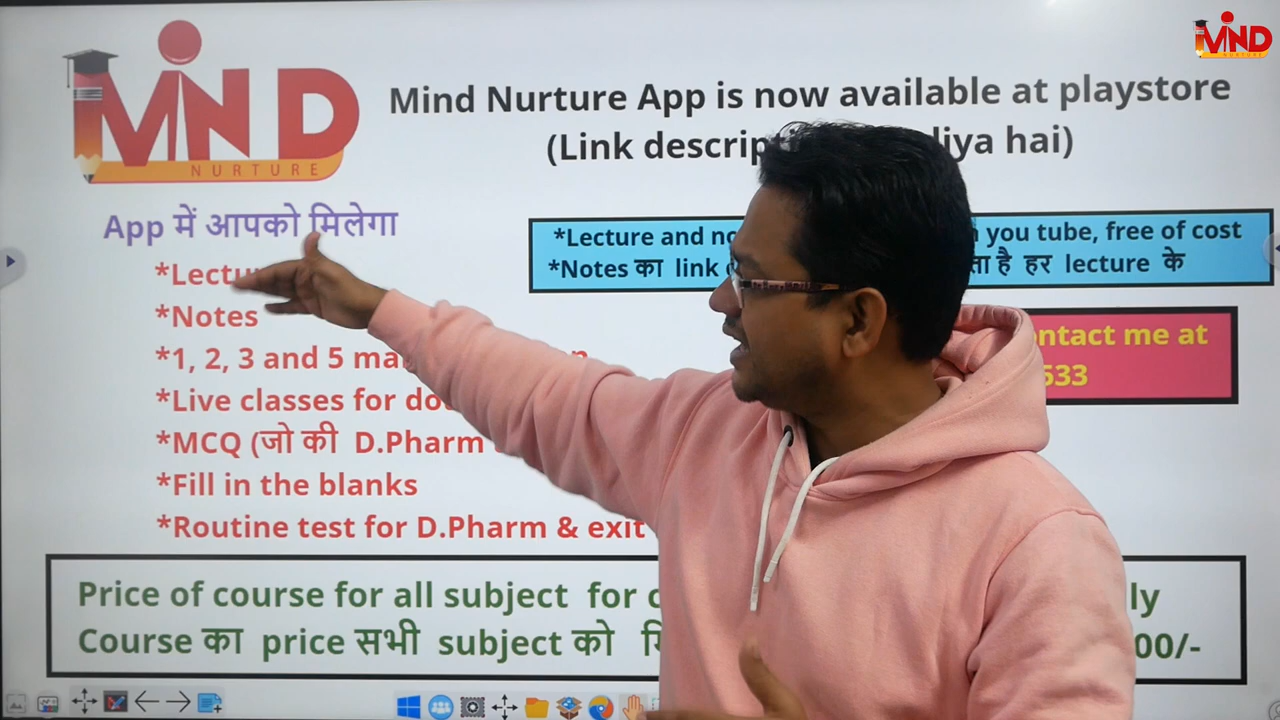 MIND
NURTURE
Mind Nurture App is now available at playstore
(Link descript diya hai)
App में आपको मिलेगा
*Lectu
*Notes
*1, 2, 3 and 5 ma
*Live classes for do
*MCQ (जो की D.Pharm
*Fill in the blanks
*Routine test for D.Pharm & exit
*Lecture and no you tube, free of cost
*Notes का link ता है हर lecture के
ntact me at
533
Price of course for all subject for ly
Course का price सभी subject को 00/-
MIND
NURTURE